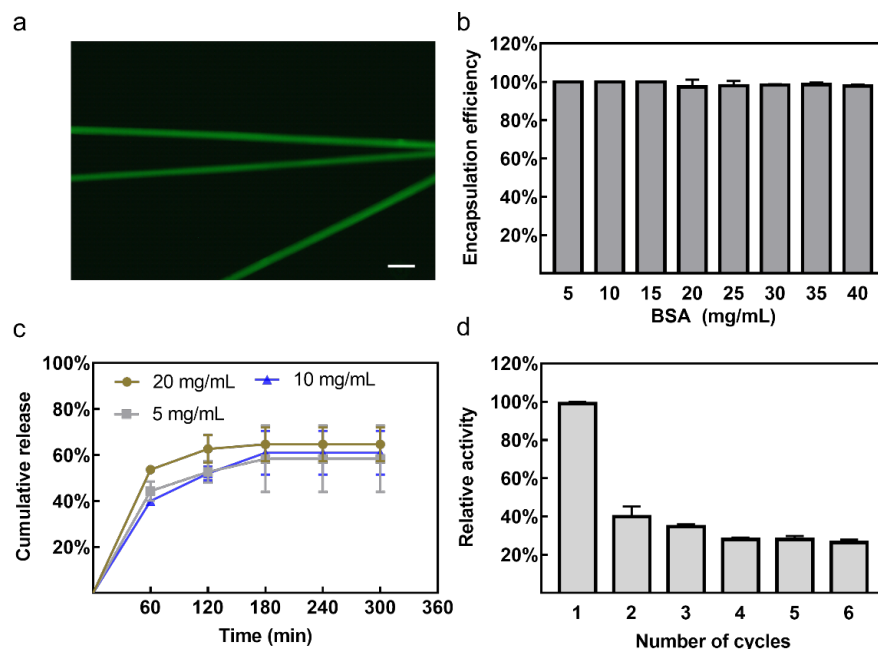 a
b
120%
100%
80%
60%
40%
20%
Encapsulation efficiency
5 10 15 20 25 30 35 40
BSA (mg/mL)
c
100%
80%
60%
40%
20%
Cumulative release
20 mg/mL
10 mg/mL
5 mg/mL
60 120 180 240 300 360
Time (min)
d
120%
100%
80%
60%
40%
20%
Relative activity
1 2 3 4 5 6
Number of cycles